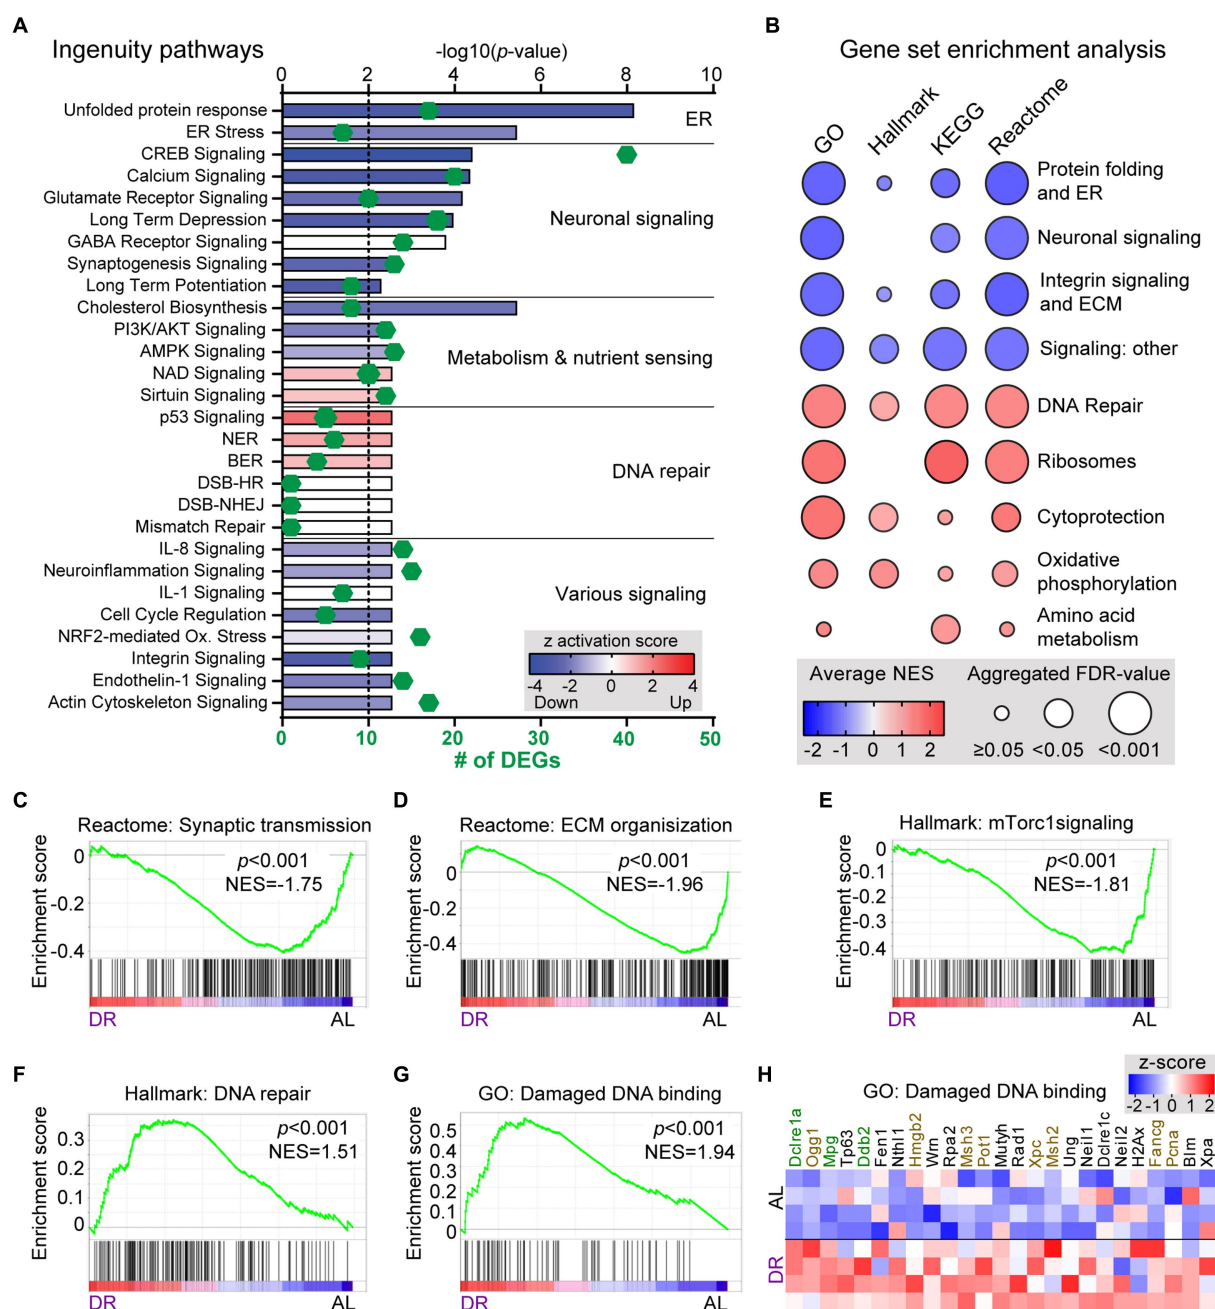 A
Ingenuity pathways
-log10(p-value)
0 2 4 6 8 10
Unfolded protein response
ER Stress
ER
CREB Signaling
Calcium Signaling
Glutamate Receptor Signaling
Long Term Depression
GABA Receptor Signaling
Synaptogenesis Signaling
Long Term Potentiation
Neuronal signaling
Cholesterol Biosynthesis
PI3K/AKT Signaling
AMPK Signaling
NAD Signaling
Sirtuin Signaling
Metabolism & nutrient sensing
p53 Signaling
NER
BER
DSB-HR
DSB-NHEJ
Mismatch Repair
DNA repair
IL-8 Signaling
Neuroinflammation Signaling
IL-1 Signaling
Cell Cycle Regulation
NRF2-mediated Ox. Stress
Integrin Signaling
Endothelin-1 Signaling
Actin Cytoskeleton Signaling
Various signaling
z activation score
-4 -2 0 2 4
Down Up
0 10 20 30 40 50
# of DEGs
B
Gene set enrichment analysis
GO
Hallmark
KEGG
Reactome
Protein folding
and ER
Neuronal signaling
Integrin signaling
and ECM
Signaling: other
DNA Repair
Ribosomes
Cytoprotection
Oxidative
phosphorylation
Amino acid
metabolism
Average NES
-2 -1 0 1 2
Aggregated FDR-value
≥0.05 <0.05 <0.001
C
Reactome: Synaptic transmission
Enrichment score
0
-0.2
-0.4
p<0.001
NES=-1.75
DR AL
D
Reactome: ECM organisization
Enrichment score
0
-0.2
-0.4
p<0.001
NES=-1.96
DR AL
E
Hallmark: mTorc1signaling
Enrichment score
0
-0.1
-0.2
-0.3
-0.4
p<0.001
NES=-1.81
DR AL
F
Hallmark: DNA repair
Enrichment score
0.3
0.2
0.1
0
p<0.001
NES=1.51
DR AL
G
GO: Damaged DNA binding
Enrichment score
0.5
0.4
0.3
0.2
0.1
0
p<0.001
NES=1.94
DR AL
H
GO: Damaged DNA binding
z-score
-2 -1 0 1 2
Dclre1a
Ogg1
Mpg
Tp63
Ddb2
Fen1
Nthl1
Hmgb2
Wrn
Rpa2
Msh3
Pot1
Mutyh
Rad1
Xpc
Msh2
Ung
Neil1
Dclre1c
Neil2
H2Ax
Fancg
Pcna
Blm
Xpa
AL
DR